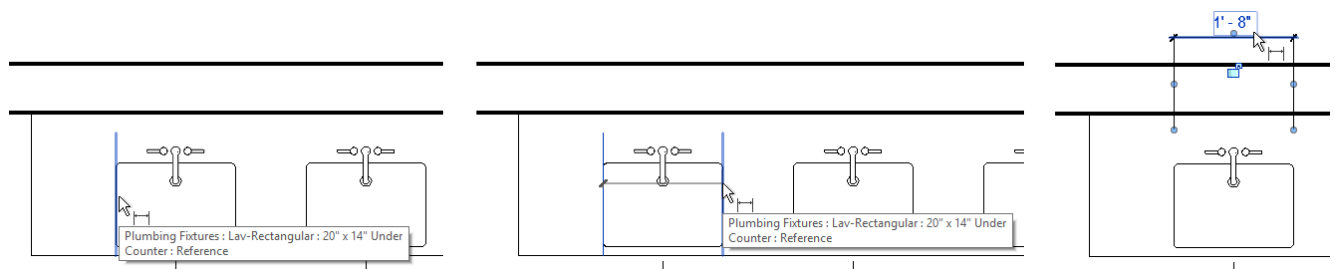 1' - 8"
Plumbing Fixtures : Lav-Rectangular : 20" x 14" Under
Counter : Reference
Plumbing Fixtures : Lav-Rectangular : 20" x 14" Under
Counter : Reference